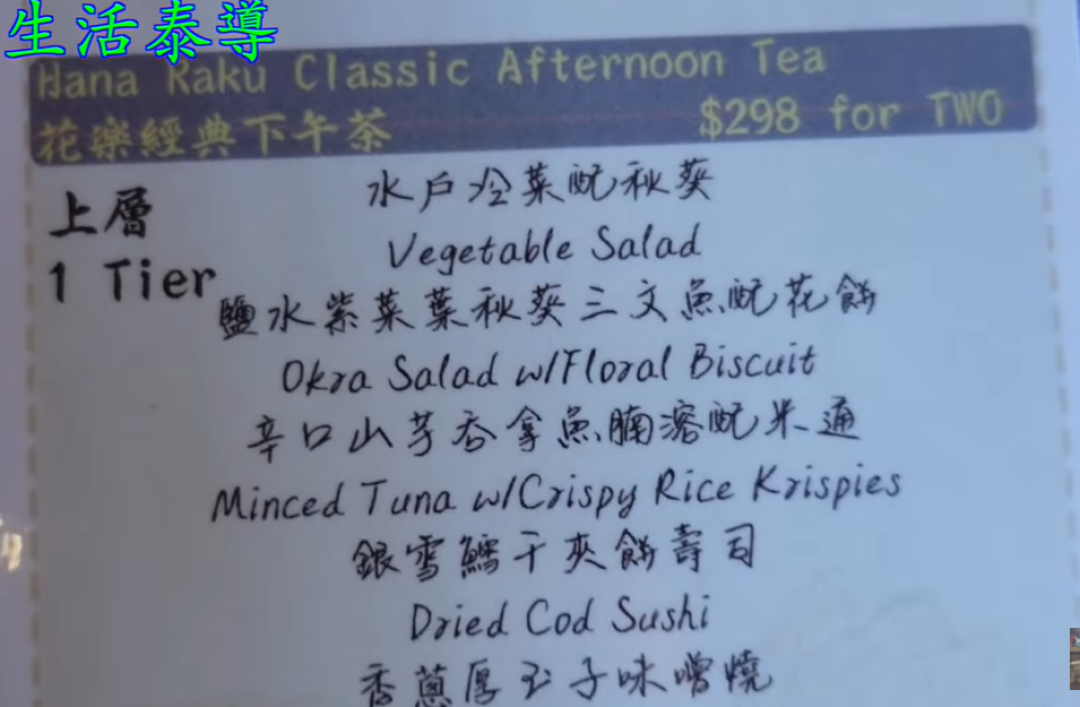 生活泰導
Hana Raku Classic Afternoon Tea
花楽經典下午茶 $298 for TWO
上層
1 Tier
水戶冷菜配秋葵
Vegetable Salad
鹽水紫菜葉秋葵三文魚配花餅
Okra Salad w/Floral Biscuit
辛口山芋吞拿魚腩溶配米通
Minced Tuna w/Crispy Rice Krispies
銀雪鱈干夾餅壽司
Dried Cod Sushi
香蔥厚玉子味噌燒